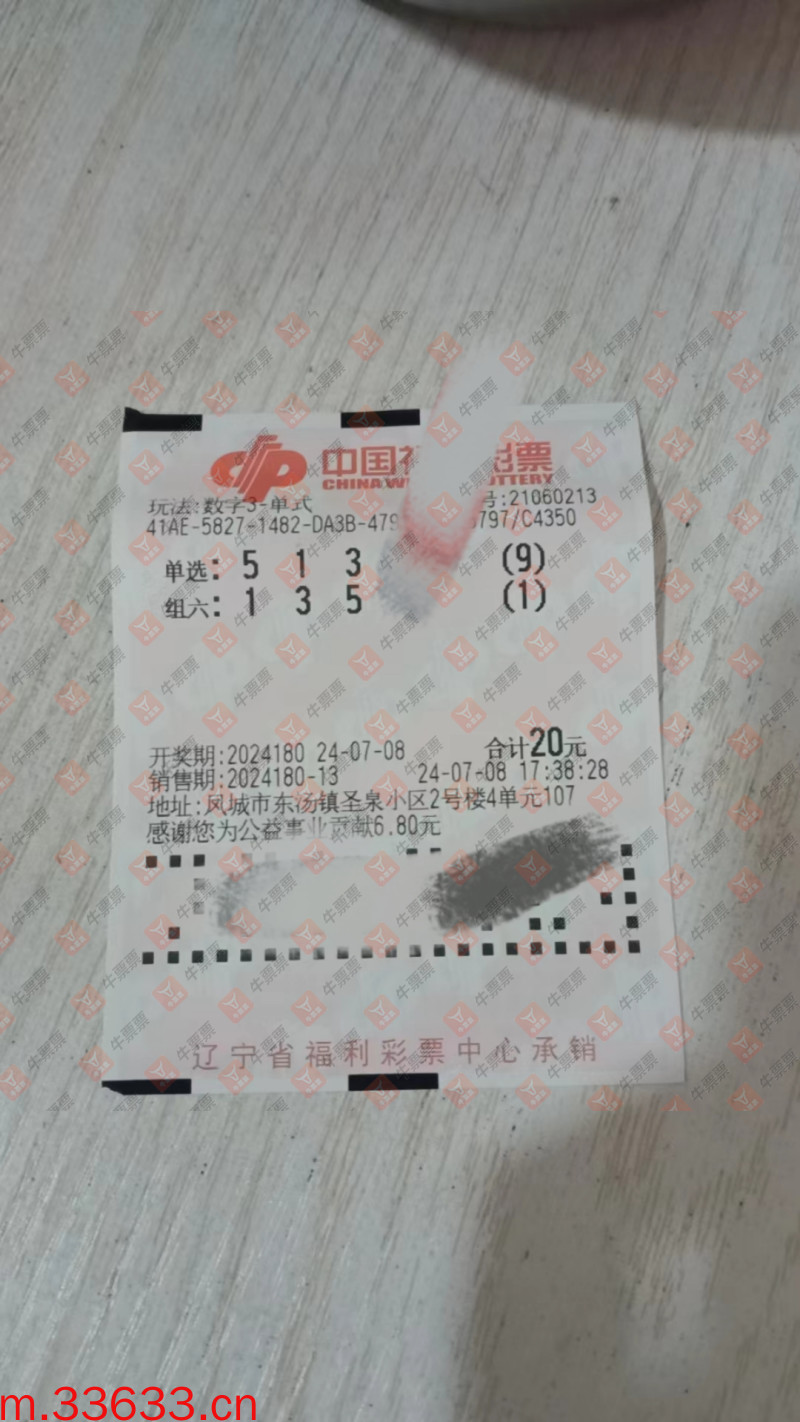 中国福 彩票
CHINA W LOTTERY
玩法:数字3-单式 号:21060213
41AE-5827-1482-DA3B-479 797/C4350
单选: 5 1 3 (9)
组六: 1 3 5 (1)
开奖期:2024180 24-07-08 合计20元
销售期:2024180-13 24-07-08 17:38:28
地址:凤城市东汤镇圣泉小区2号楼4单元107
感谢您为公益事业贡献6.80元
辽宁省福利彩票中心承销
牛票票
m.33633.cn